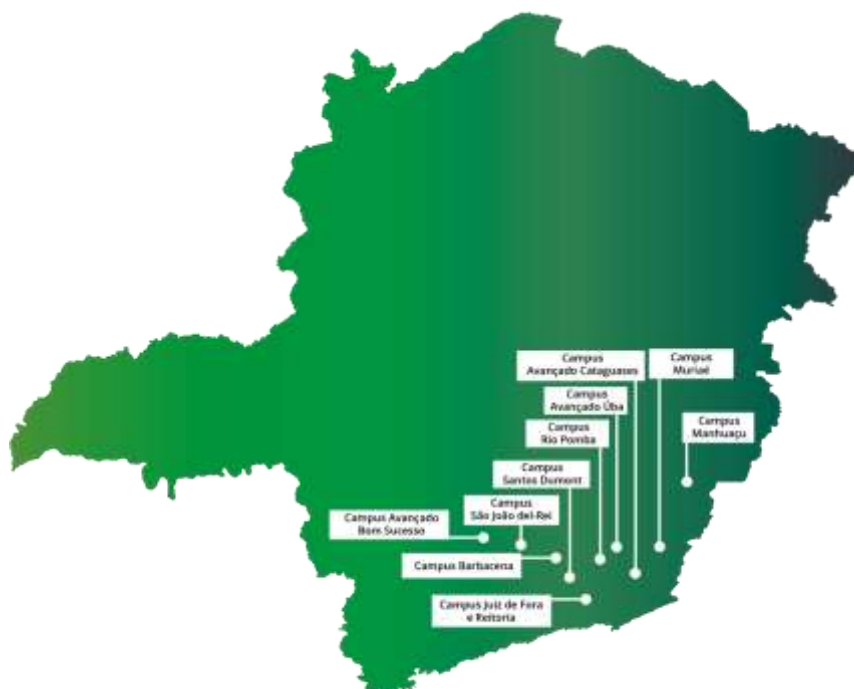 Campus
Avançado Cataguases
Campus
Muriaé
Campus
Avançado Úba
Campus
Manhuaçu
Campus
Rio Pomba
Campus
Santos Dumont
Campus
São João del-Rei
Campus Avançado
Bom Sucesso
Campus Barbacena
Campus Juiz de Fora
e Reitoria